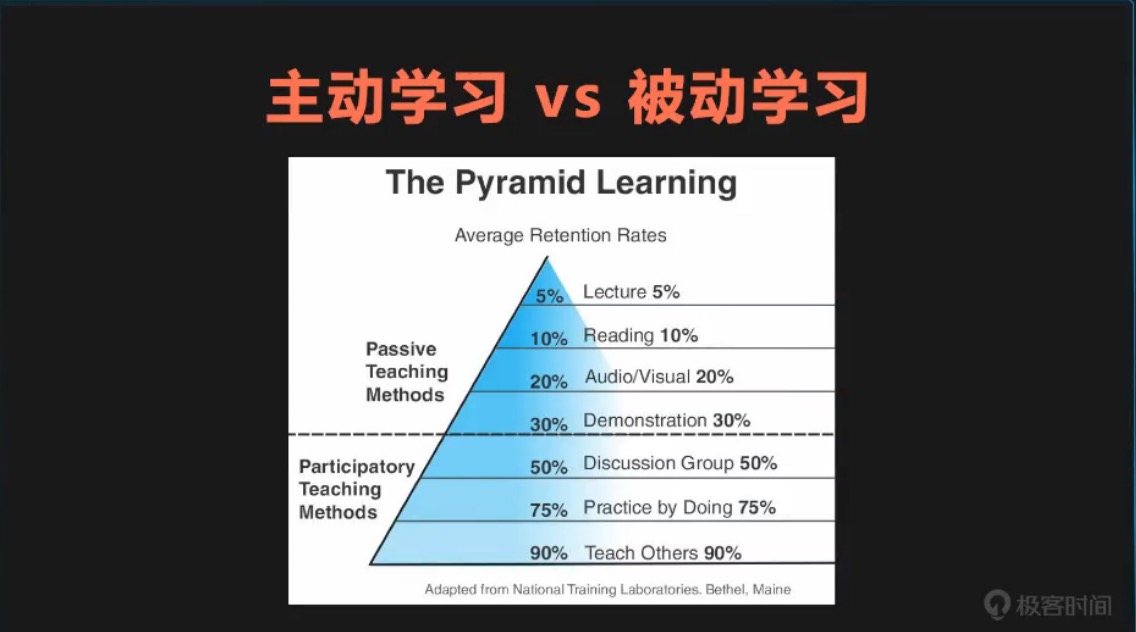 主动学习 vs 被动学习
The Pyramid Learning
Average Retention Rates
5% Lecture 5%
10% Reading 10%
Passive
Teaching
Methods
20% Audio/Visual 20%
30% Demonstration 30%
Participatory
Teaching
Methods
50% Discussion Group 50%
75% Practice by Doing 75%
90% Teach Others 90%
Adapted from National Training Laboratories. Bethel, Maine
极客时间